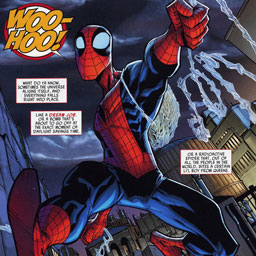 WOO-
HOO!
WHAT DO YA KNOW.
SOMETIMES THE UNIVERSE
ALIGNS ITSELF, AND
EVERYTHING FALLS
RIGHT INTO PLACE.
LIKE A DREAM JOB.
OR A BOMB THAT'S
ABOUT TO GO OFF AT
THE EXACT MOMENT OF
DAYLIGHT SAVINGS TIME.
OR A RADIOACTIVE
SPIDER THAT, OUT OF ALL
THE PEOPLE IN THE
WORLD, BITES A CERTAIN
LI'L BOY FROM QUEENS.